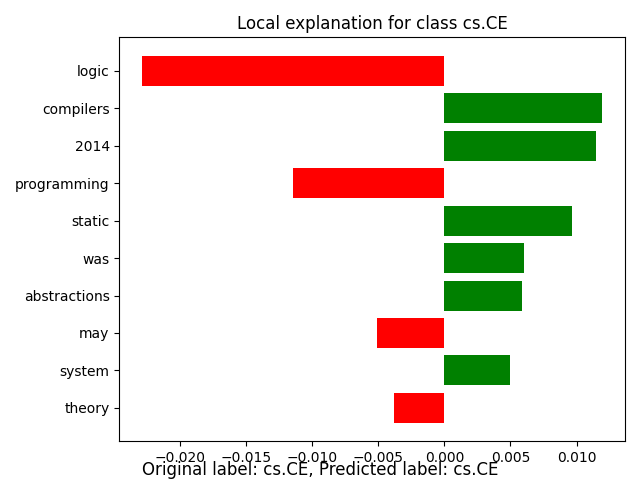 Local explanation for class cs.CE
logic
compilers
2014
programming
static
was
abstractions
may
system
theory
−0.020 −0.015 −0.010 −0.005 0.000 0.005 0.010
Original label: cs.CE, Predicted label: cs.CE